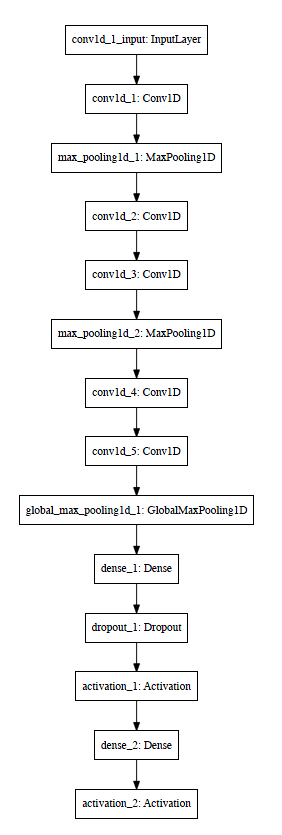 conv1d_1_input: InputLayer
conv1d_1: Conv1D
max_pooling1d_1: MaxPooling1D
conv1d_2: Conv1D
conv1d_3: Conv1D
max_pooling1d_2: MaxPooling1D
conv1d_4: Conv1D
conv1d_5: Conv1D
global_max_pooling1d_1: GlobalMaxPooling1D
dense_1: Dense
dropout_1: Dropout
activation_1: Activation
dense_2: Dense
activation_2: Activation